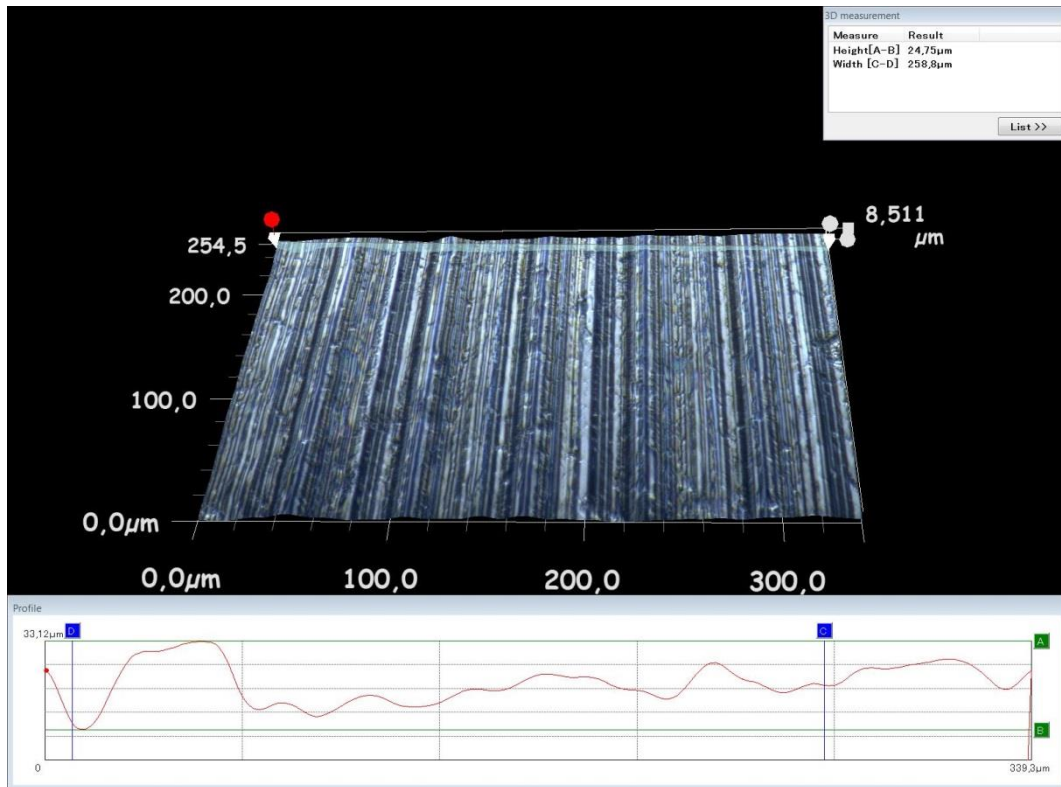 3D measurement
Measure Result
Height[A-B] 24,75µm
Width [C-D] 258,8µm
List >>
8,511
µm
254,5
200,0
100,0
0,0µm
0,0µm 100,0 200,0 300,0
Profile
33,12µm D C A
B
0 339,3µm